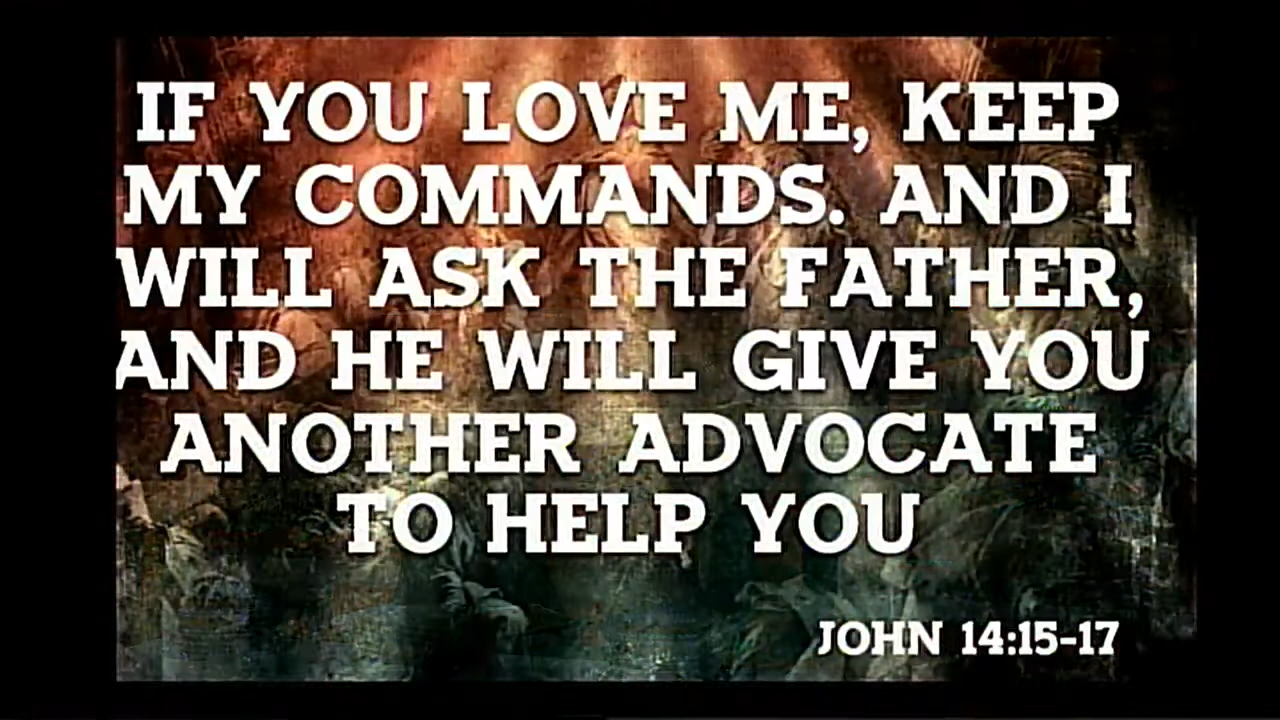 IF YOU LOVE ME, KEEP
MY COMMANDS. AND I
WILL ASK THE FATHER,
AND HE WILL GIVE YOU
ANOTHER ADVOCATE
TO HELP YOU
JOHN 14:15-17